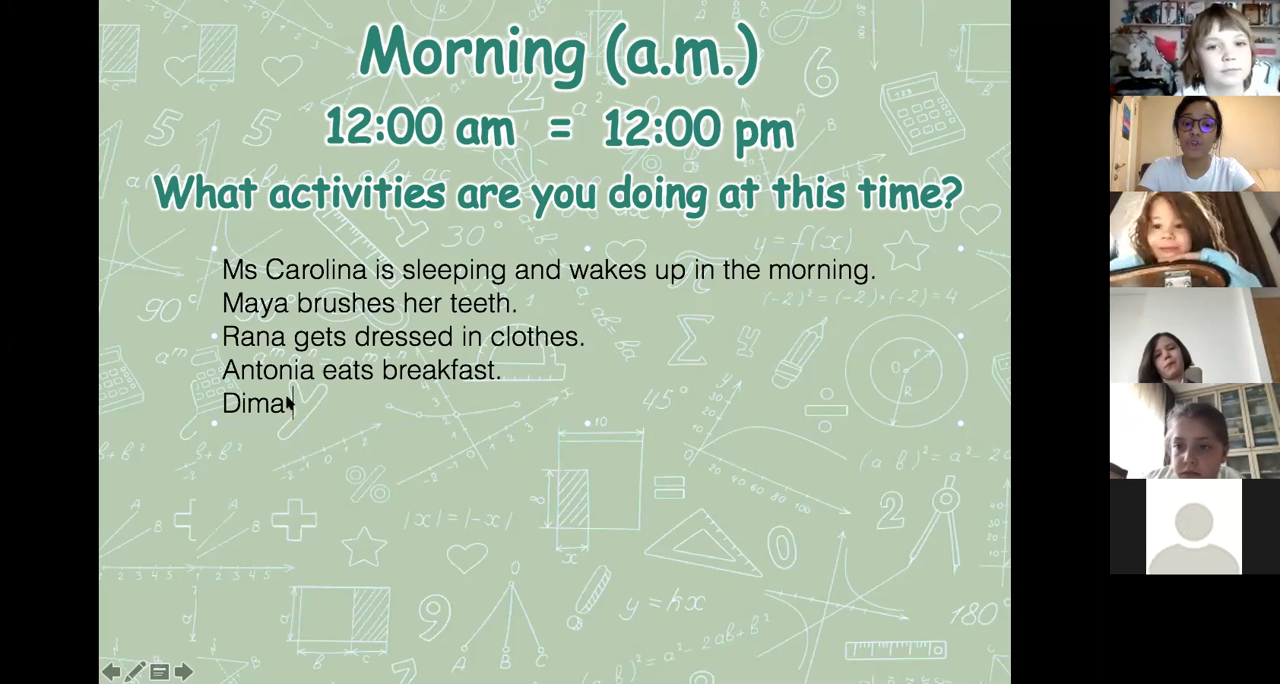 Morning (a.m.)
12:00 am = 12:00 pm
What activities are you doing at this time?
Ms Carolina is sleeping and wakes up in the morning.
Maya brushes her teeth.
Rana gets dressed in clothes.
Antonia eats breakfast.
Dima